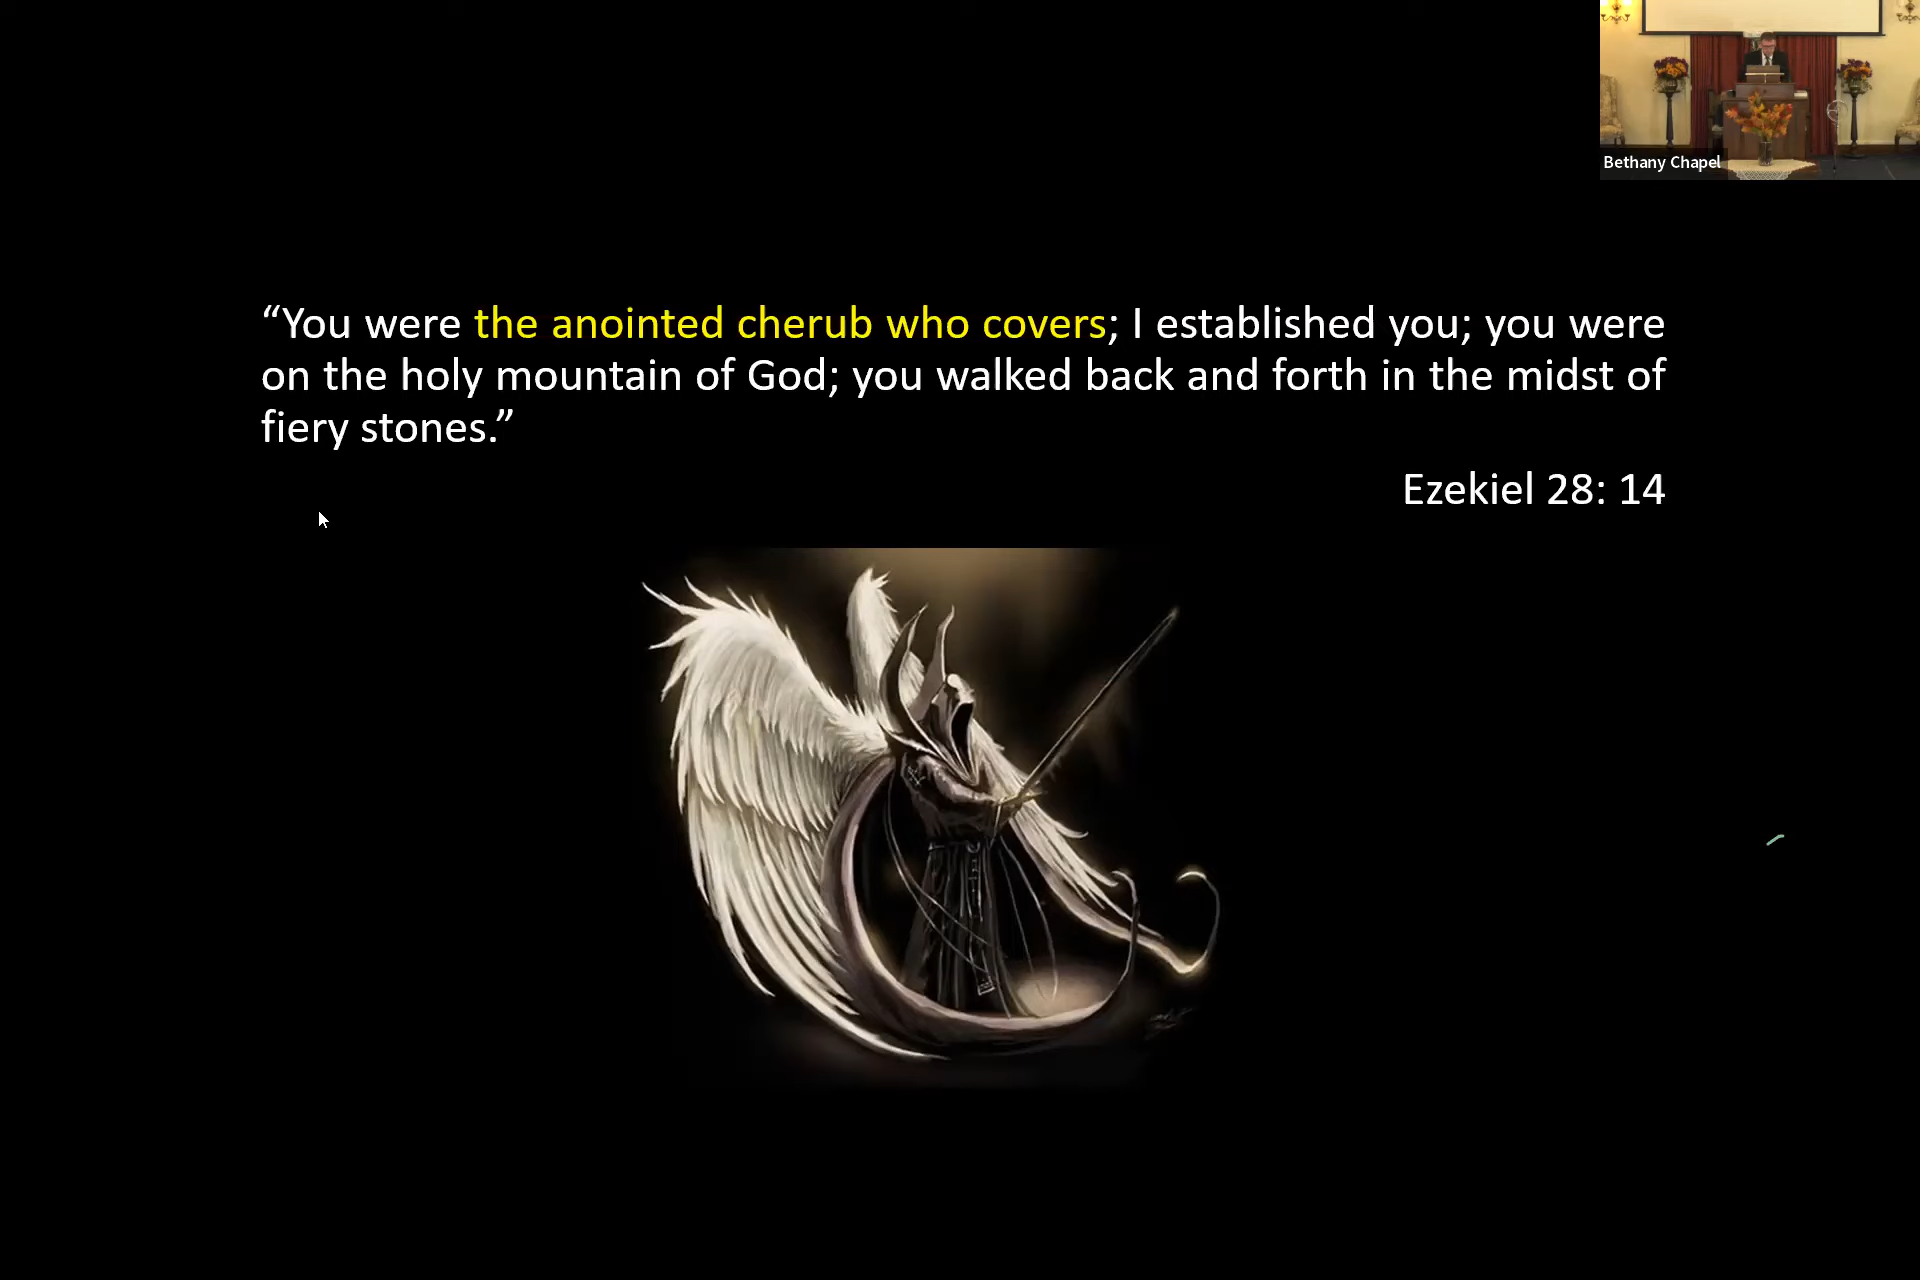 Bethany Chapel
“You were the anointed cherub who covers; I established you; you were
on the holy mountain of God; you walked back and forth in the midst of
fiery stones.”
Ezekiel 28: 14